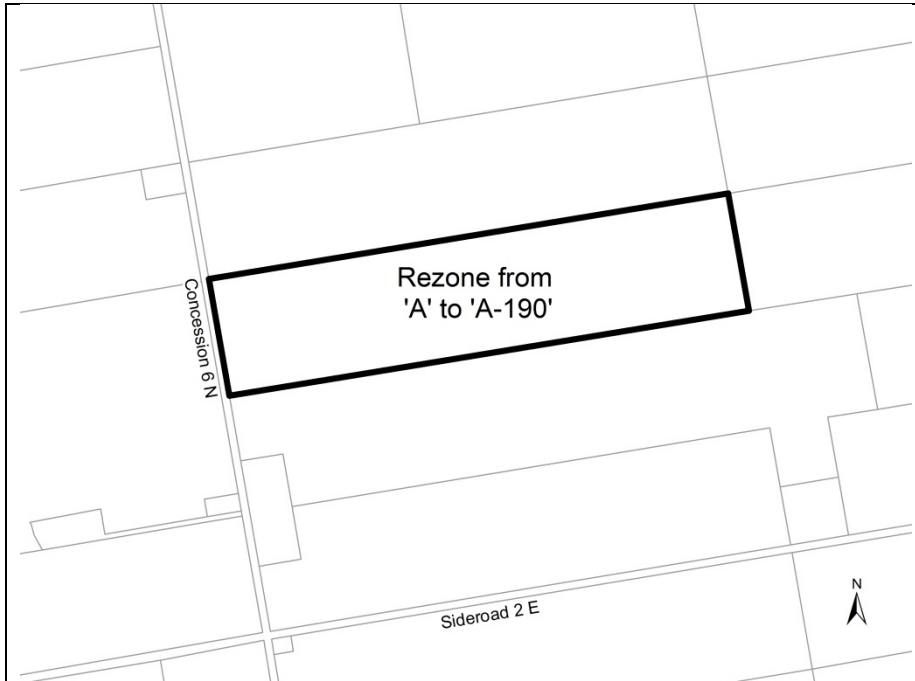 Rezone from
'A' to 'A-190'
Concession 6 N
Sideroad 2 E
N